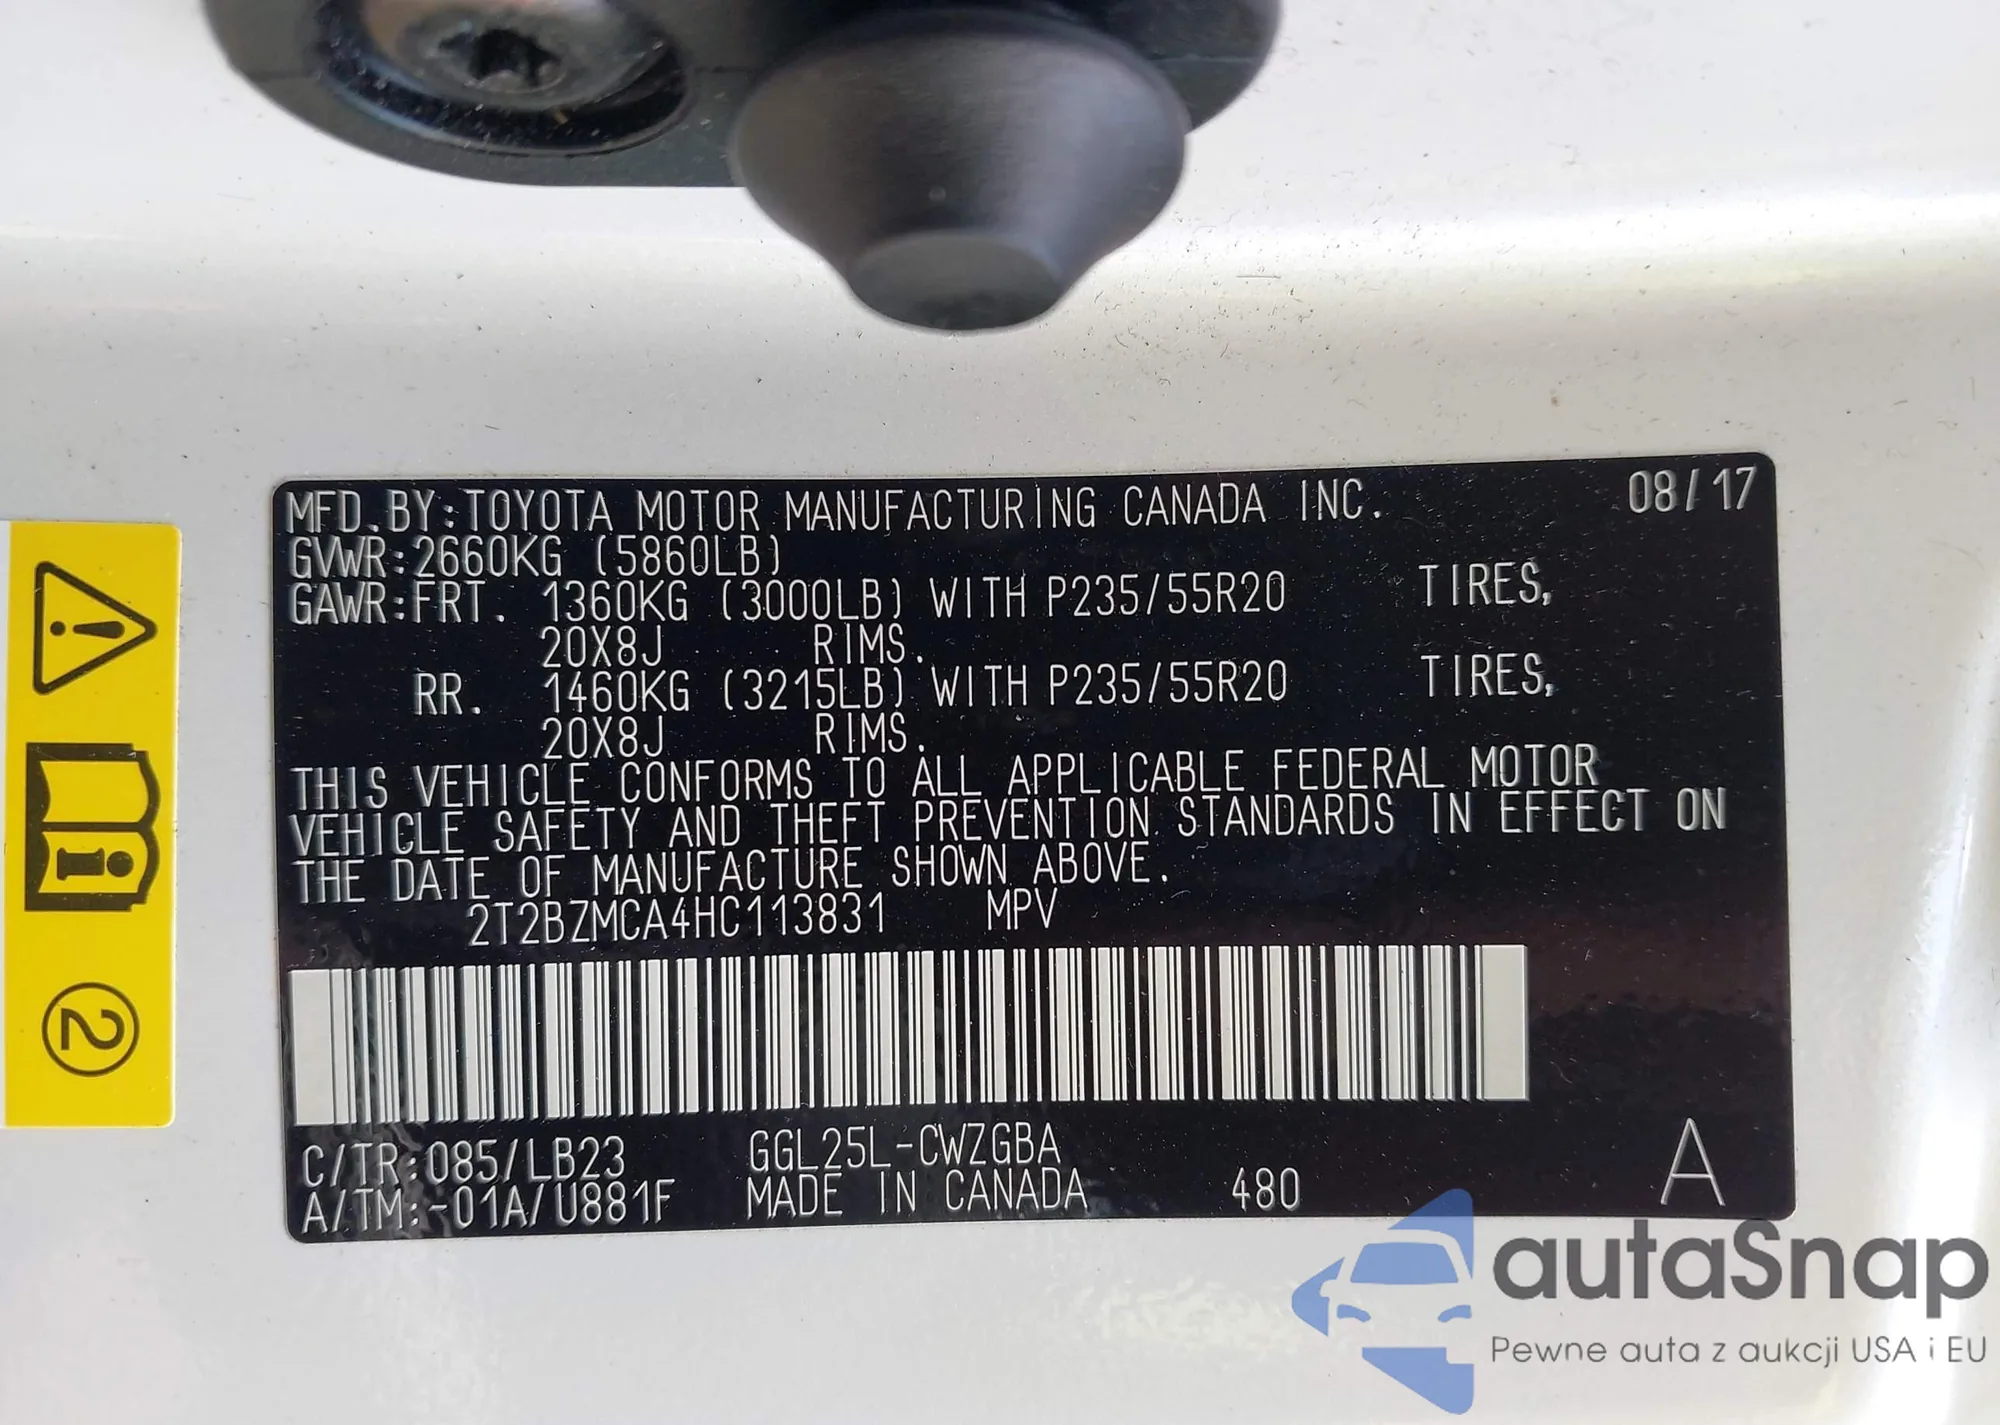 MFD. BY: TOYOTA MOTOR MANUFACTURING CANADA INC. 08/17
GVWR: 2660KG (5860LB)
GAWR: FRT. 1360KG (3000LB) WITH P235/55R20 TIRES,
20X8J RIMS.
RR. 1460KG (3215LB) WITH P235/55R20 TIRES,
20X8J RIMS.
THIS VEHICLE CONFORMS TO ALL APPLICABLE FEDERAL MOTOR
VEHICLE SAFETY AND THEFT PREVENTION STANDARDS IN EFFECT ON
THE DATE OF MANUFACTURE SHOWN ABOVE.
2T2BZMCA4HC113831 MPV
C/TR: 085/LB23 GGL25L-CWZGBA
A/TM: -01A/U881F MADE IN CANADA 480 A
2
autaSnap
Pewne auta z aukcji USA i EU